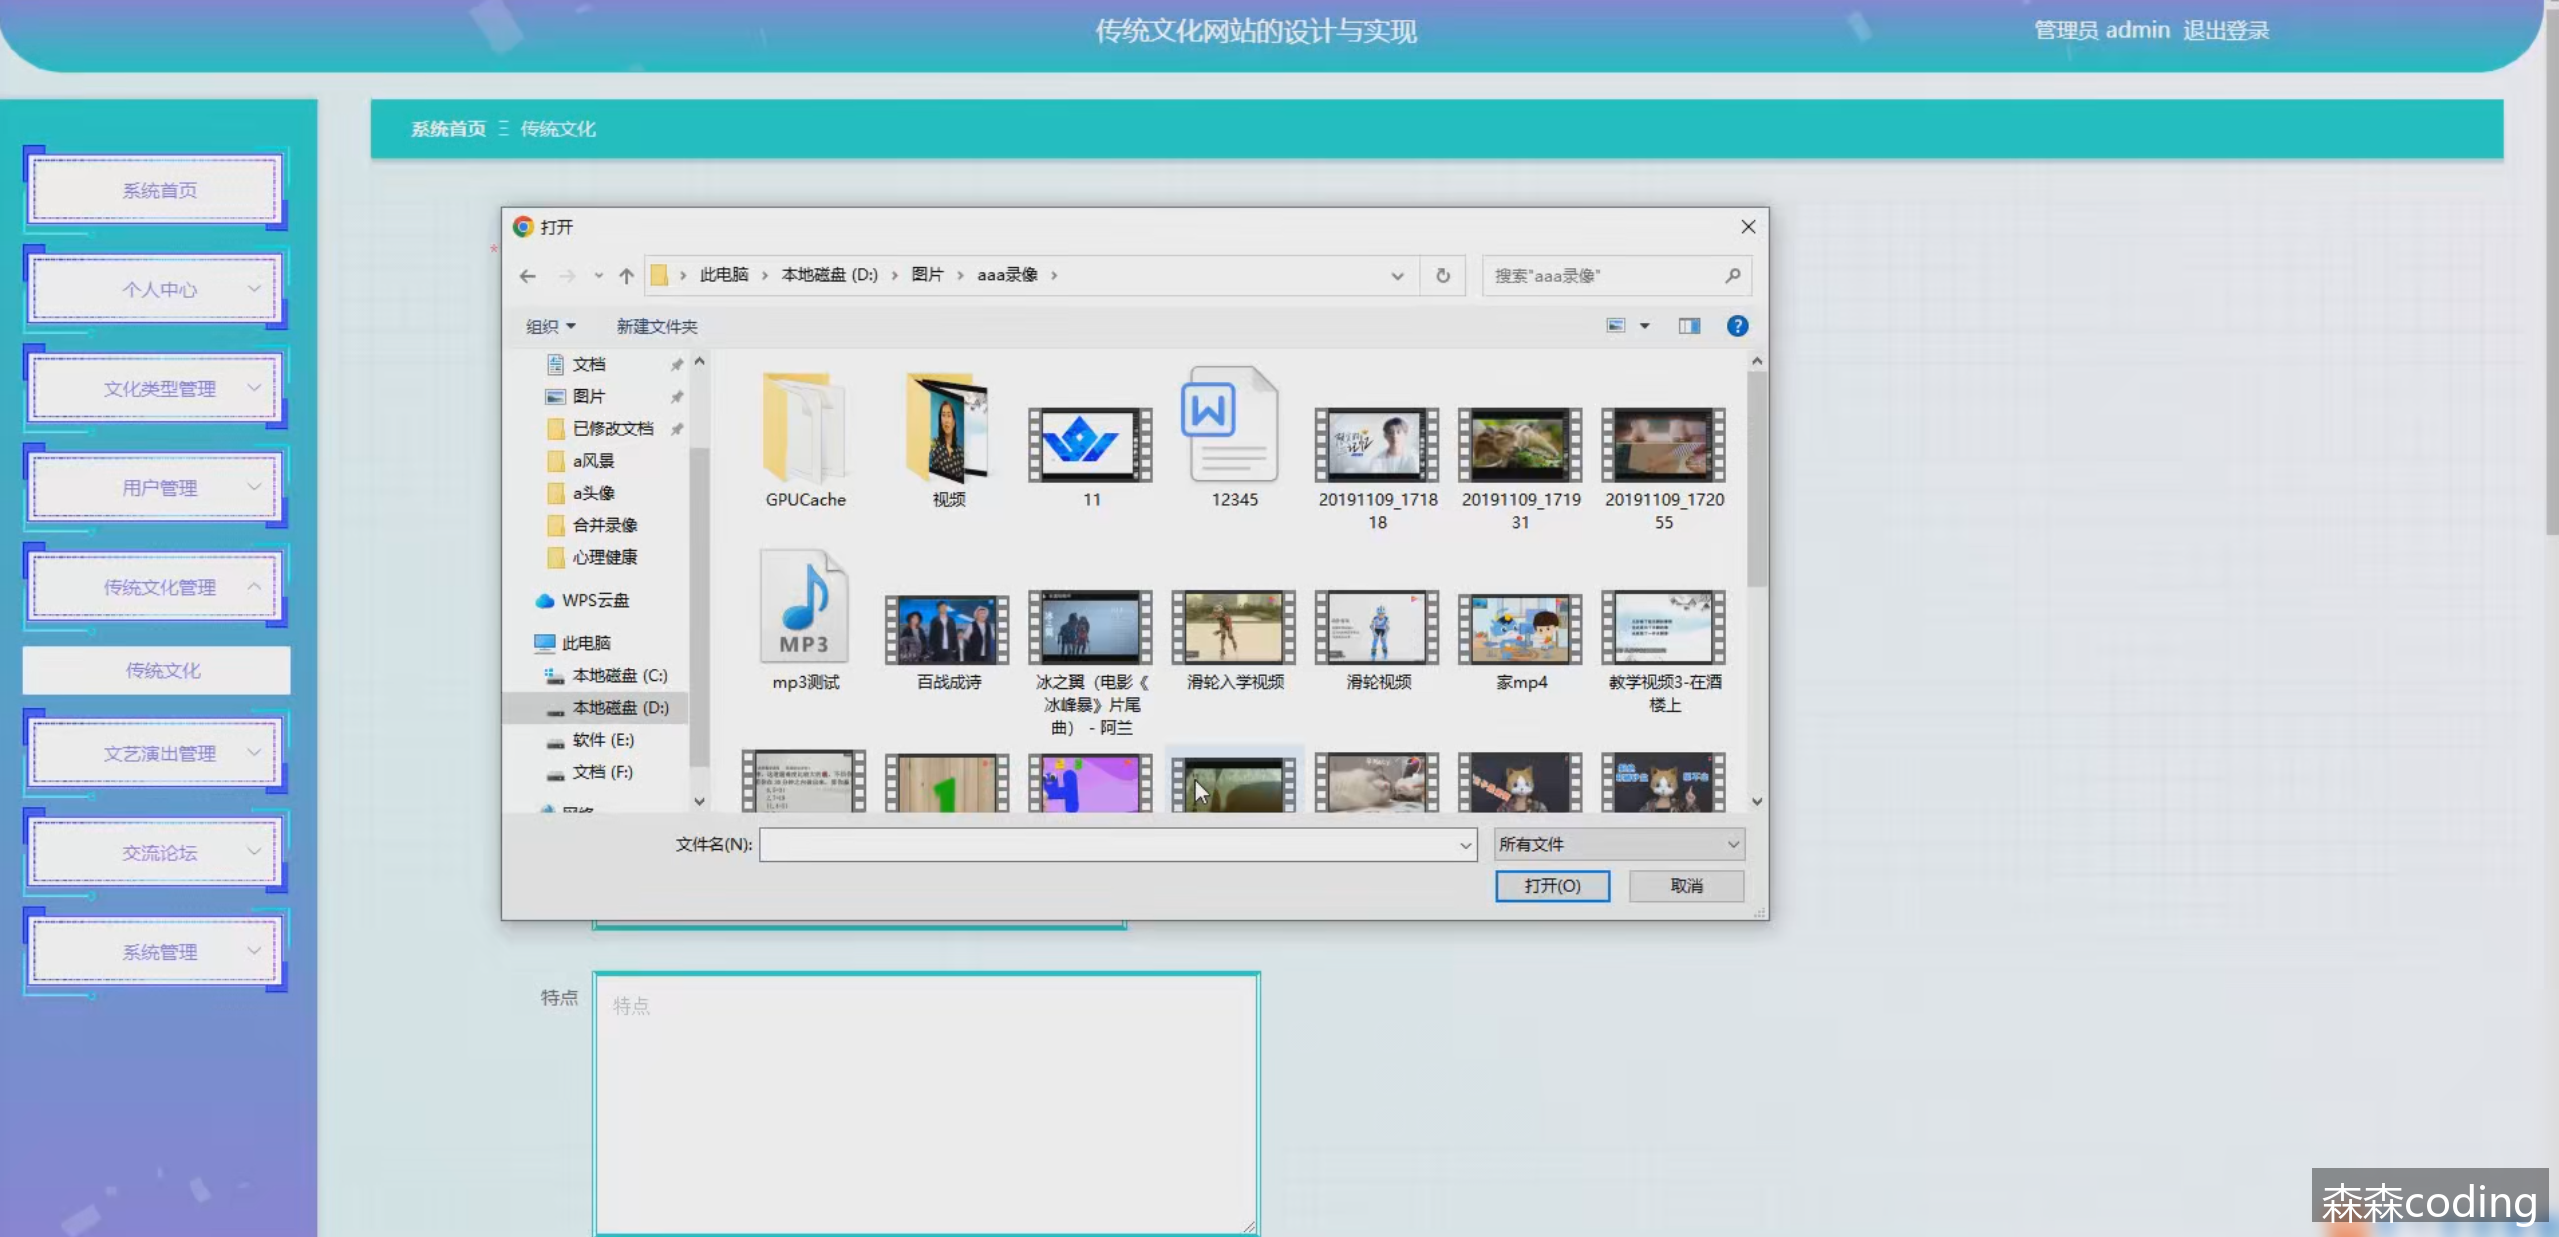 传统文化网站的设计与实现
管理员 admin 退出登录
系统首页 传统文化
系统首页
个人中心
文化类型管理
用户管理
传统文化管理
传统文化
文艺演出管理
交流论坛
系统管理
*
打开
此电脑 › 本地磁盘 (D:) › 图片 › aaa录像 ›
搜索"aaa录像"
组织 新建文件夹
文档
图片
已修改文档
a风景
a头像
合并录像
心理健康
WPS云盘
此电脑
本地磁盘 (C:)
本地磁盘 (D:)
软件 (E:)
文档 (F:)
网络
GPUCache
视频
11
12345
20191109_1718
18
20191109_1719
31
20191109_1720
55
MP3
mp3测试
百战成诗
冰之翼（电影《
冰峰暴》片尾
曲） - 阿兰
滑轮入学视频
滑轮视频
家mp4
教学视频3-在酒
楼上
文件名(N):
所有文件
打开(O)
取消
特点
特点
森森coding